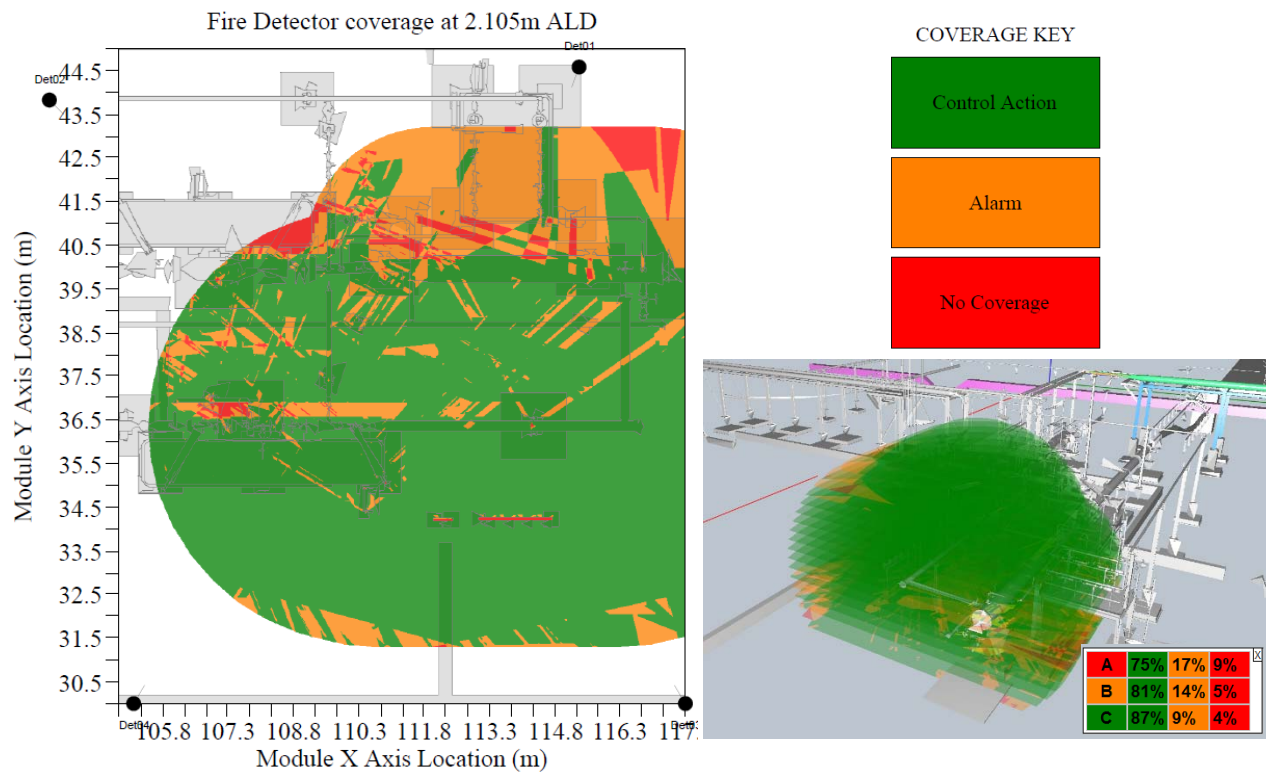 Fire Detector coverage at 2.105m ALD
Det01
Det02
Module Y Axis Location (m)
44.5
43.5
42.5
41.5
40.5
39.5
38.5
37.5
36.5
35.5
34.5
33.5
32.5
31.5
30.5
Det04
Det03
105.8 107.3 108.8 110.3 111.8 113.3 114.8 116.3 117.
Module X Axis Location (m)
COVERAGE KEY
Control Action
Alarm
No Coverage
X
A 75% 17% 9%
B 81% 14% 5%
C 87% 9% 4%